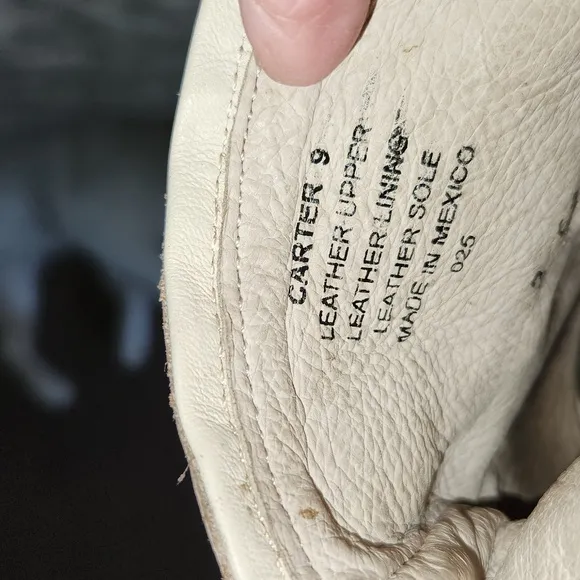 CARTER 9
LEATHER UPPER
LEATHER LINING
LEATHER SOLE
MADE IN MEXICO
025